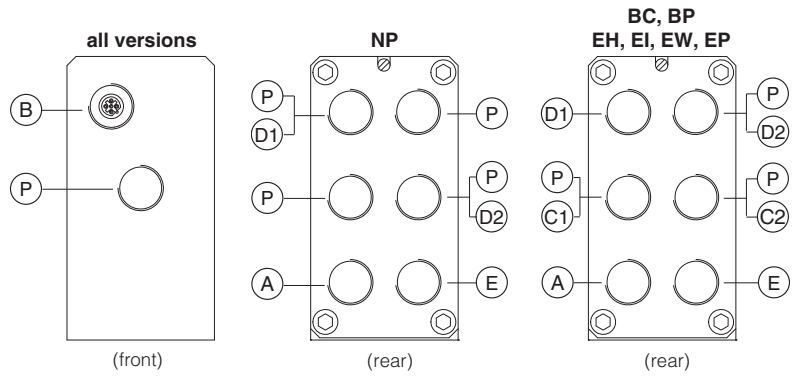 all versions
B
P
(front)
NP
P
D1
P
P
P
D2
A
E
(rear)
BC, BP
EH, EI, EW, EP
D1
P
D2
P
C1
P
C2
A
E
(rear)